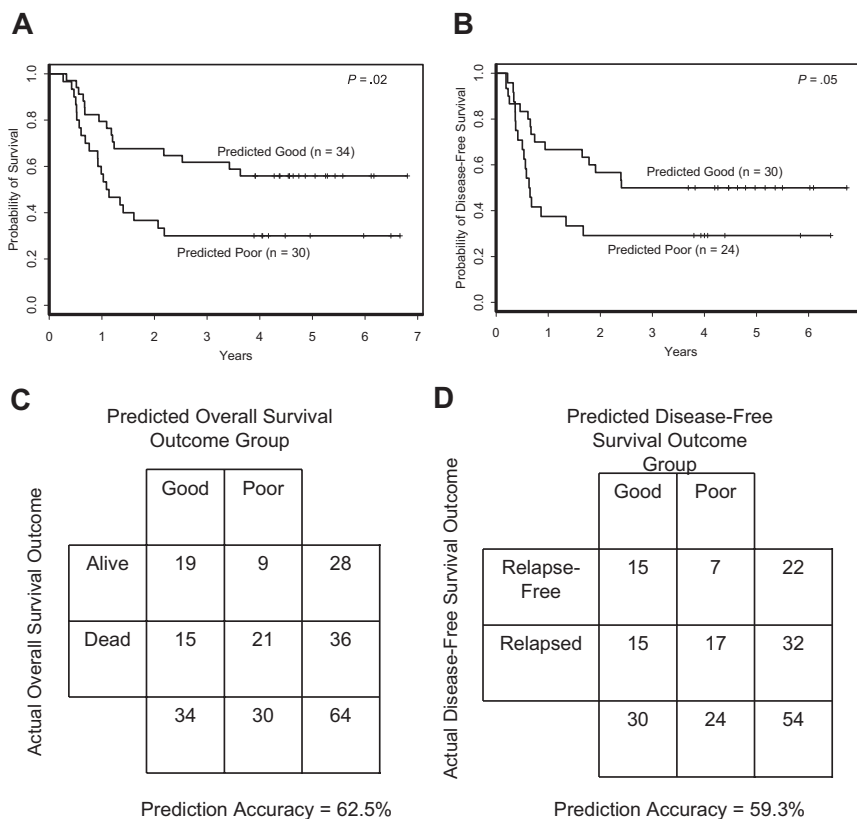 A
P = .02
Probability of Survival
1.0
0.8
0.6
0.4
0.2
0.0
Predicted Good (n = 34)
Predicted Poor (n = 30)
0 1 2 3 4 5 6 7
Years
B
P = .05
Probability of Disease-Free Survival
1.0
0.8
0.6
0.4
0.2
0.0
Predicted Good (n = 30)
Predicted Poor (n = 24)
0 1 2 3 4 5 6
Years
C
Predicted Overall Survival
Outcome Group
Actual Overall Survival Outcome
Good Poor
Alive 19 9 28
Dead 15 21 36
34 30 64
Prediction Accuracy = 62.5%
D
Predicted Disease-Free
Survival Outcome
Group
Actual Disease-Free Survival Outcome
Good Poor
Relapse-
Free 15 7 22
Relapsed 15 17 32
30 24 54
Prediction Accuracy = 59.3%